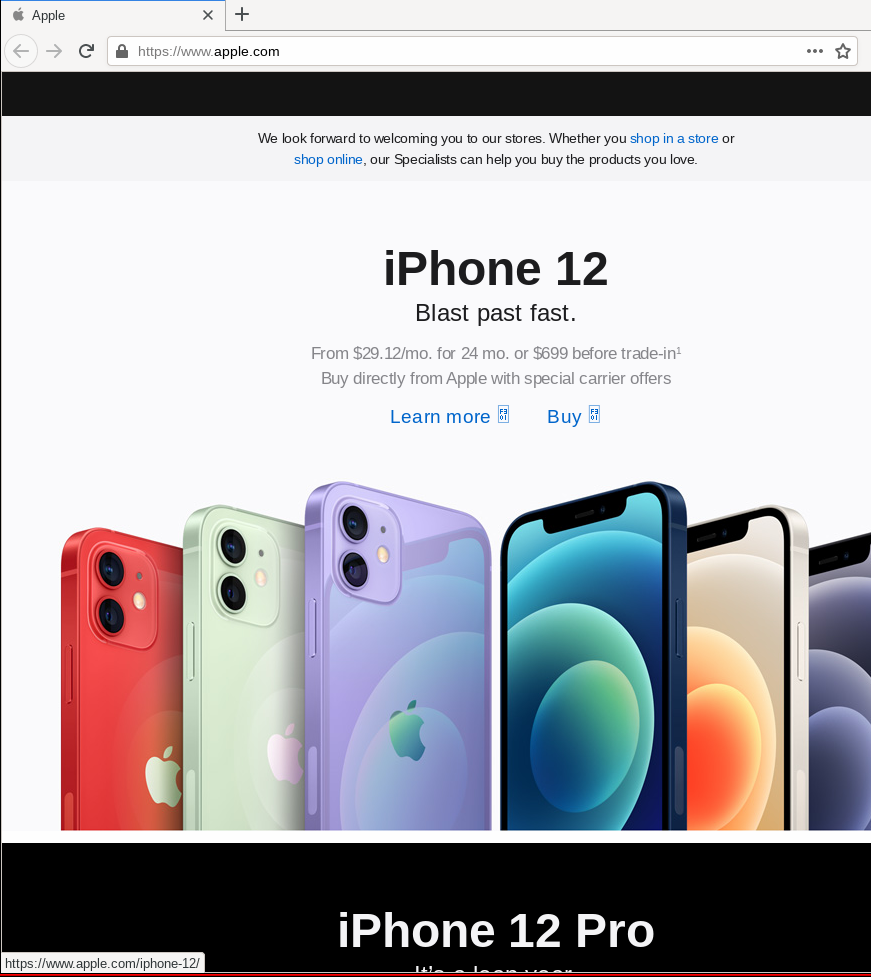 Apple
https://www.apple.com
We look forward to welcoming you to our stores. Whether you shop in a store or
shop online, our Specialists can help you buy the products you love.
iPhone 12
Blast past fast.
From $29.12/mo. for 24 mo. or $699 before trade-in¹
Buy directly from Apple with special carrier offers
Learn more Buy
iPhone 12 Pro
It's a leap year.
https://www.apple.com/iphone-12/